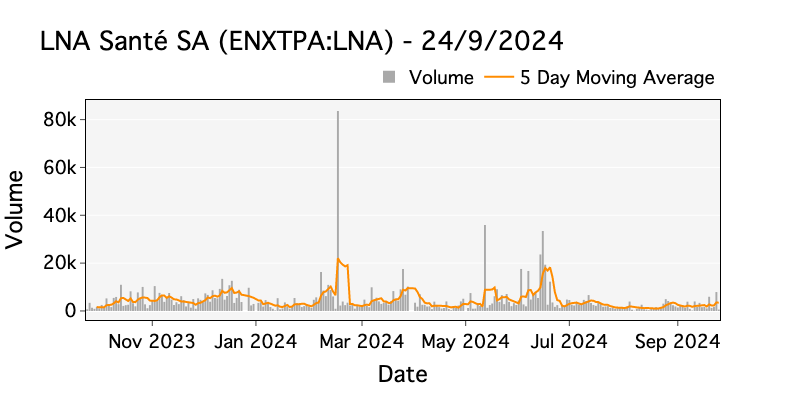 LNA Santé SA (ENXTPA:LNA) - 24/9/2024
Volume 5 Day Moving Average
80k
60k
40k
20k
0
Volume
Nov 2023 Jan 2024 Mar 2024 May 2024 Jul 2024 Sep 2024
Date